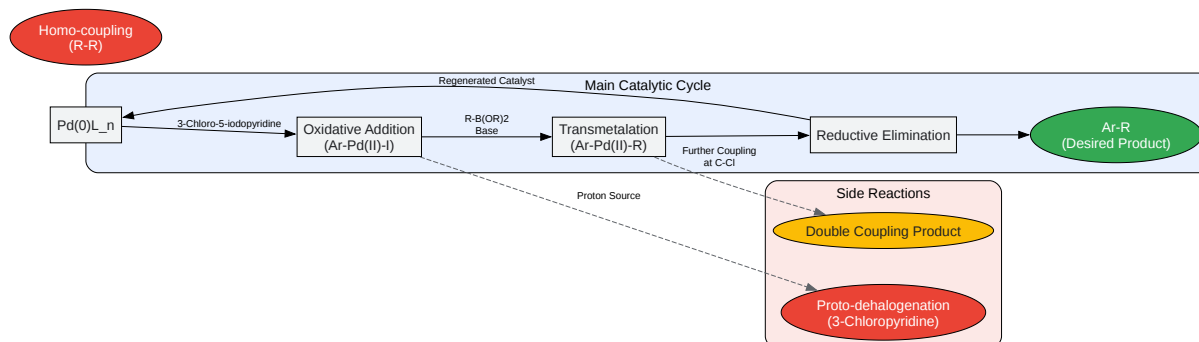 Homo-coupling
(R-R)
Main Catalytic Cycle
Regenerated Catalyst
Pd(0)L_n
3-Chloro-5-iodopyridine
Oxidative Addition
(Ar-Pd(II)-I)
R-B(OR)2
Base
Transmetalation
(Ar-Pd(II)-R)
Reductive Elimination
Ar-R
(Desired Product)
Further Coupling
at C-Cl
Proton Source
Side Reactions
Double Coupling Product
Proto-dehalogenation
(3-Chloropyridine)